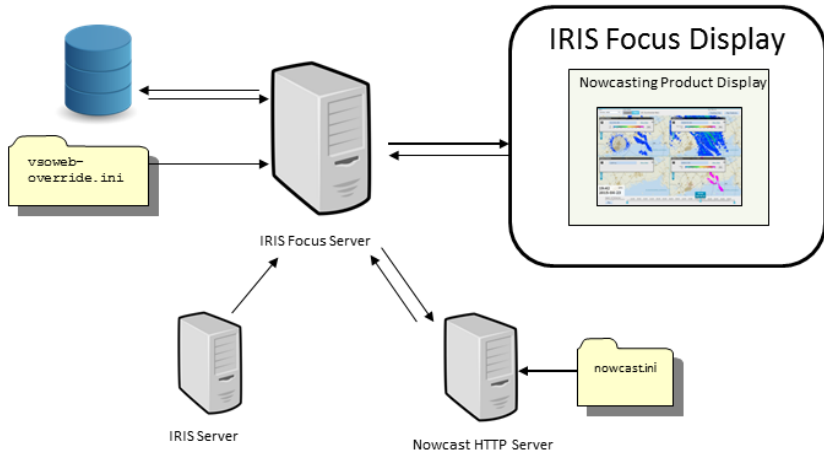 IRIS Focus Display
Nowcasting Product Display
vsoweb-
override.ini
IRIS Focus Server
nowcast.ini
IRIS Server
Nowcast HTTP Server